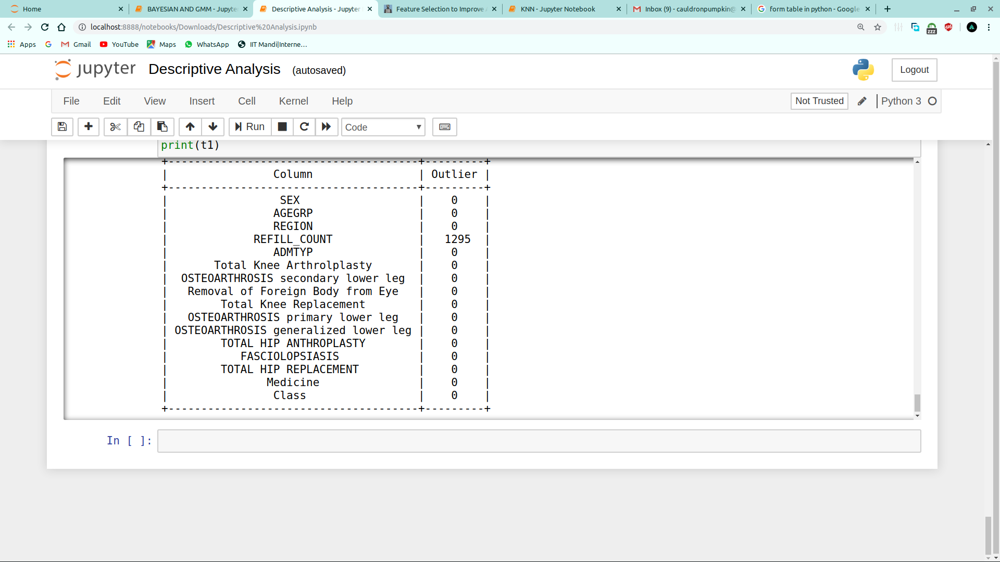 Home
BAYESIAN AND GMM - Jupyter
Descriptive Analysis - Jupyter
Feature Selection to Improve
KNN - Jupyter Notebook
Inbox (9) - cauldronpumpkin@
form table in python - Google
localhost:8888/notebooks/Downloads/Descriptive%20Analysis.ipynb
zzz
Apps
Gmail
YouTube
Maps
WhatsApp
IIT Mandi|Interne...
jupyter Descriptive Analysis (autosaved)
Logout
File Edit View Insert Cell Kernel Help
Not Trusted
Python 3
Run
Code
print(t1)
+--------------------------------------+---------+
| Column | Outlier |
+--------------------------------------+---------+
| SEX | 0 |
| AGEGRP | 0 |
| REGION | 0 |
| REFILL_COUNT | 1295 |
| ADMTYP | 0 |
| Total Knee Arthrolplasty | 0 |
| OSTEOARTHROSIS secondary lower leg | 0 |
| Removal of Foreign Body from Eye | 0 |
| Total Knee Replacement | 0 |
| OSTEOARTHROSIS primary lower leg | 0 |
| OSTEOARTHROSIS generalized lower leg | 0 |
| TOTAL HIP ANTHROPLASTY | 0 |
| FASCIOLOPSIASIS | 0 |
| TOTAL HIP REPLACEMENT | 0 |
| Medicine | 0 |
| Class | 0 |
+--------------------------------------+---------+
In [ ]: